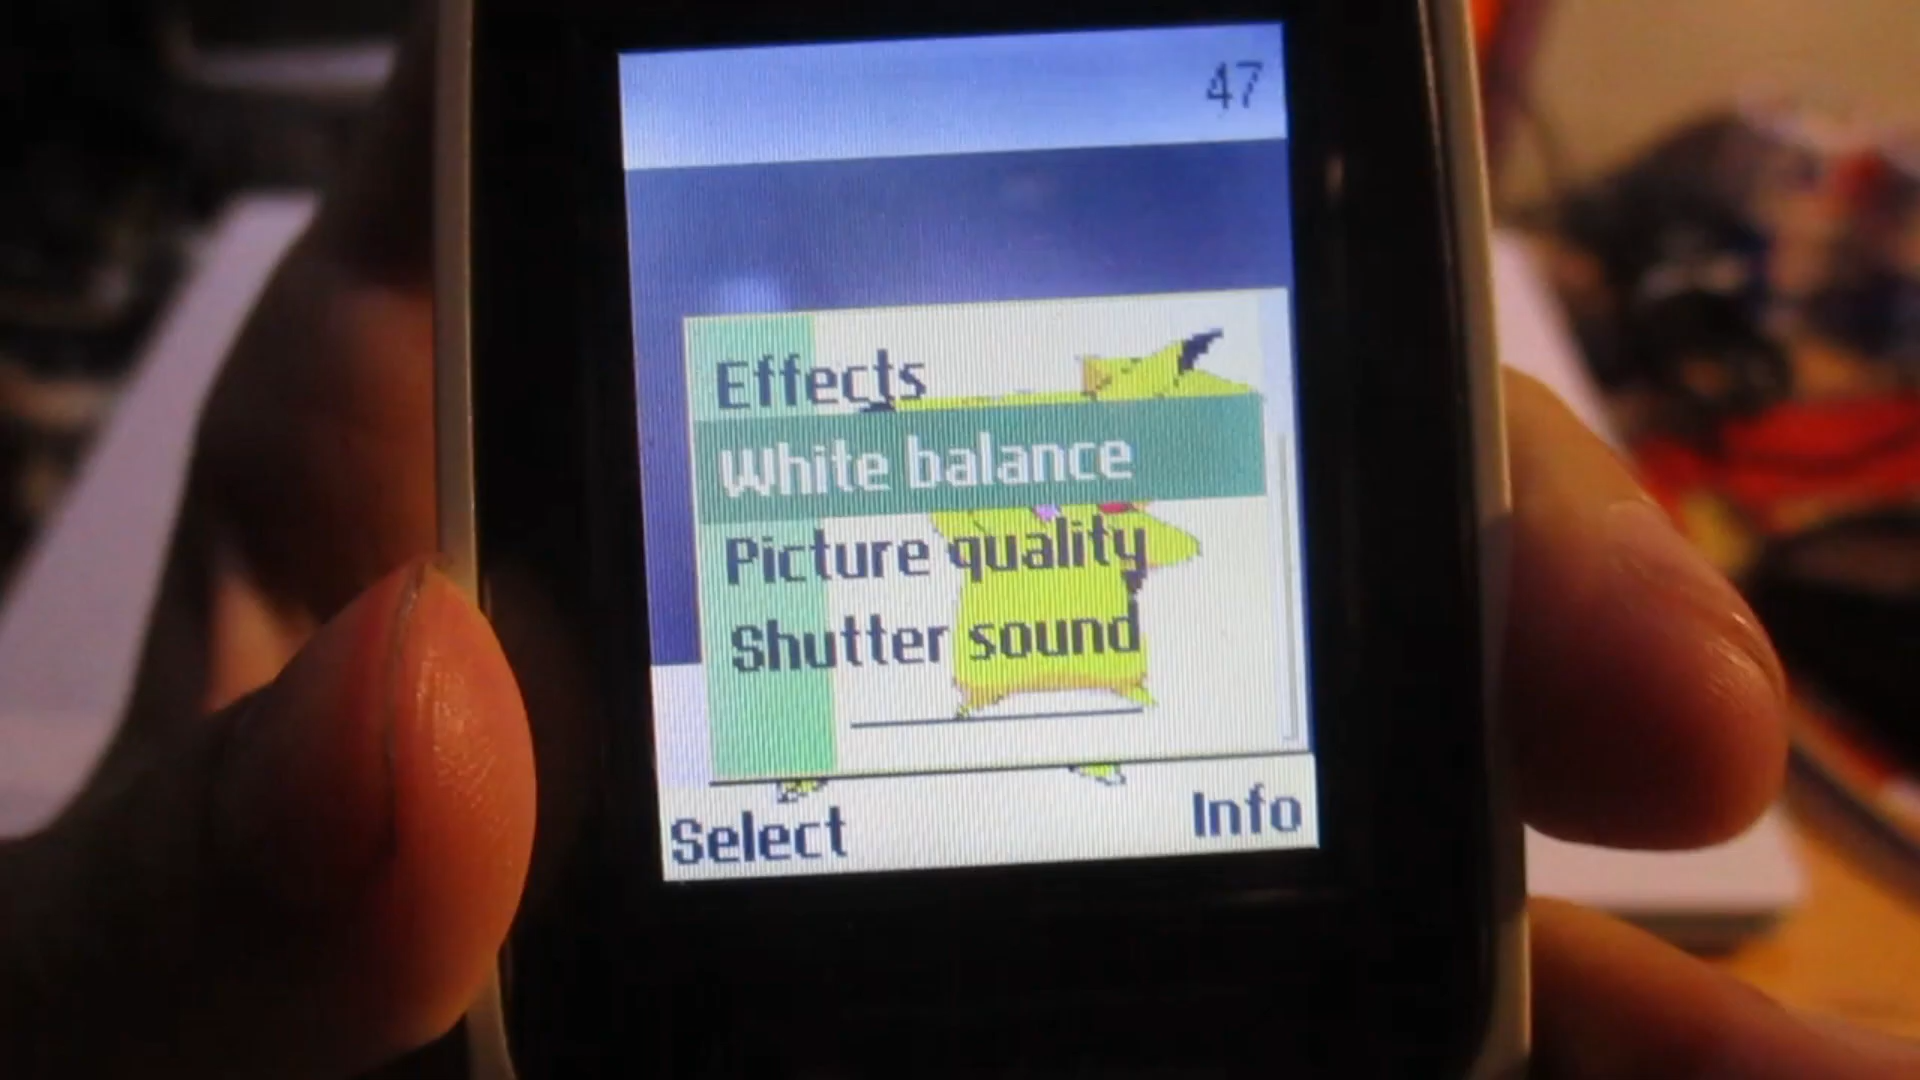 47
Effects
White balance
Picture quality
Shutter sound
Select
Info